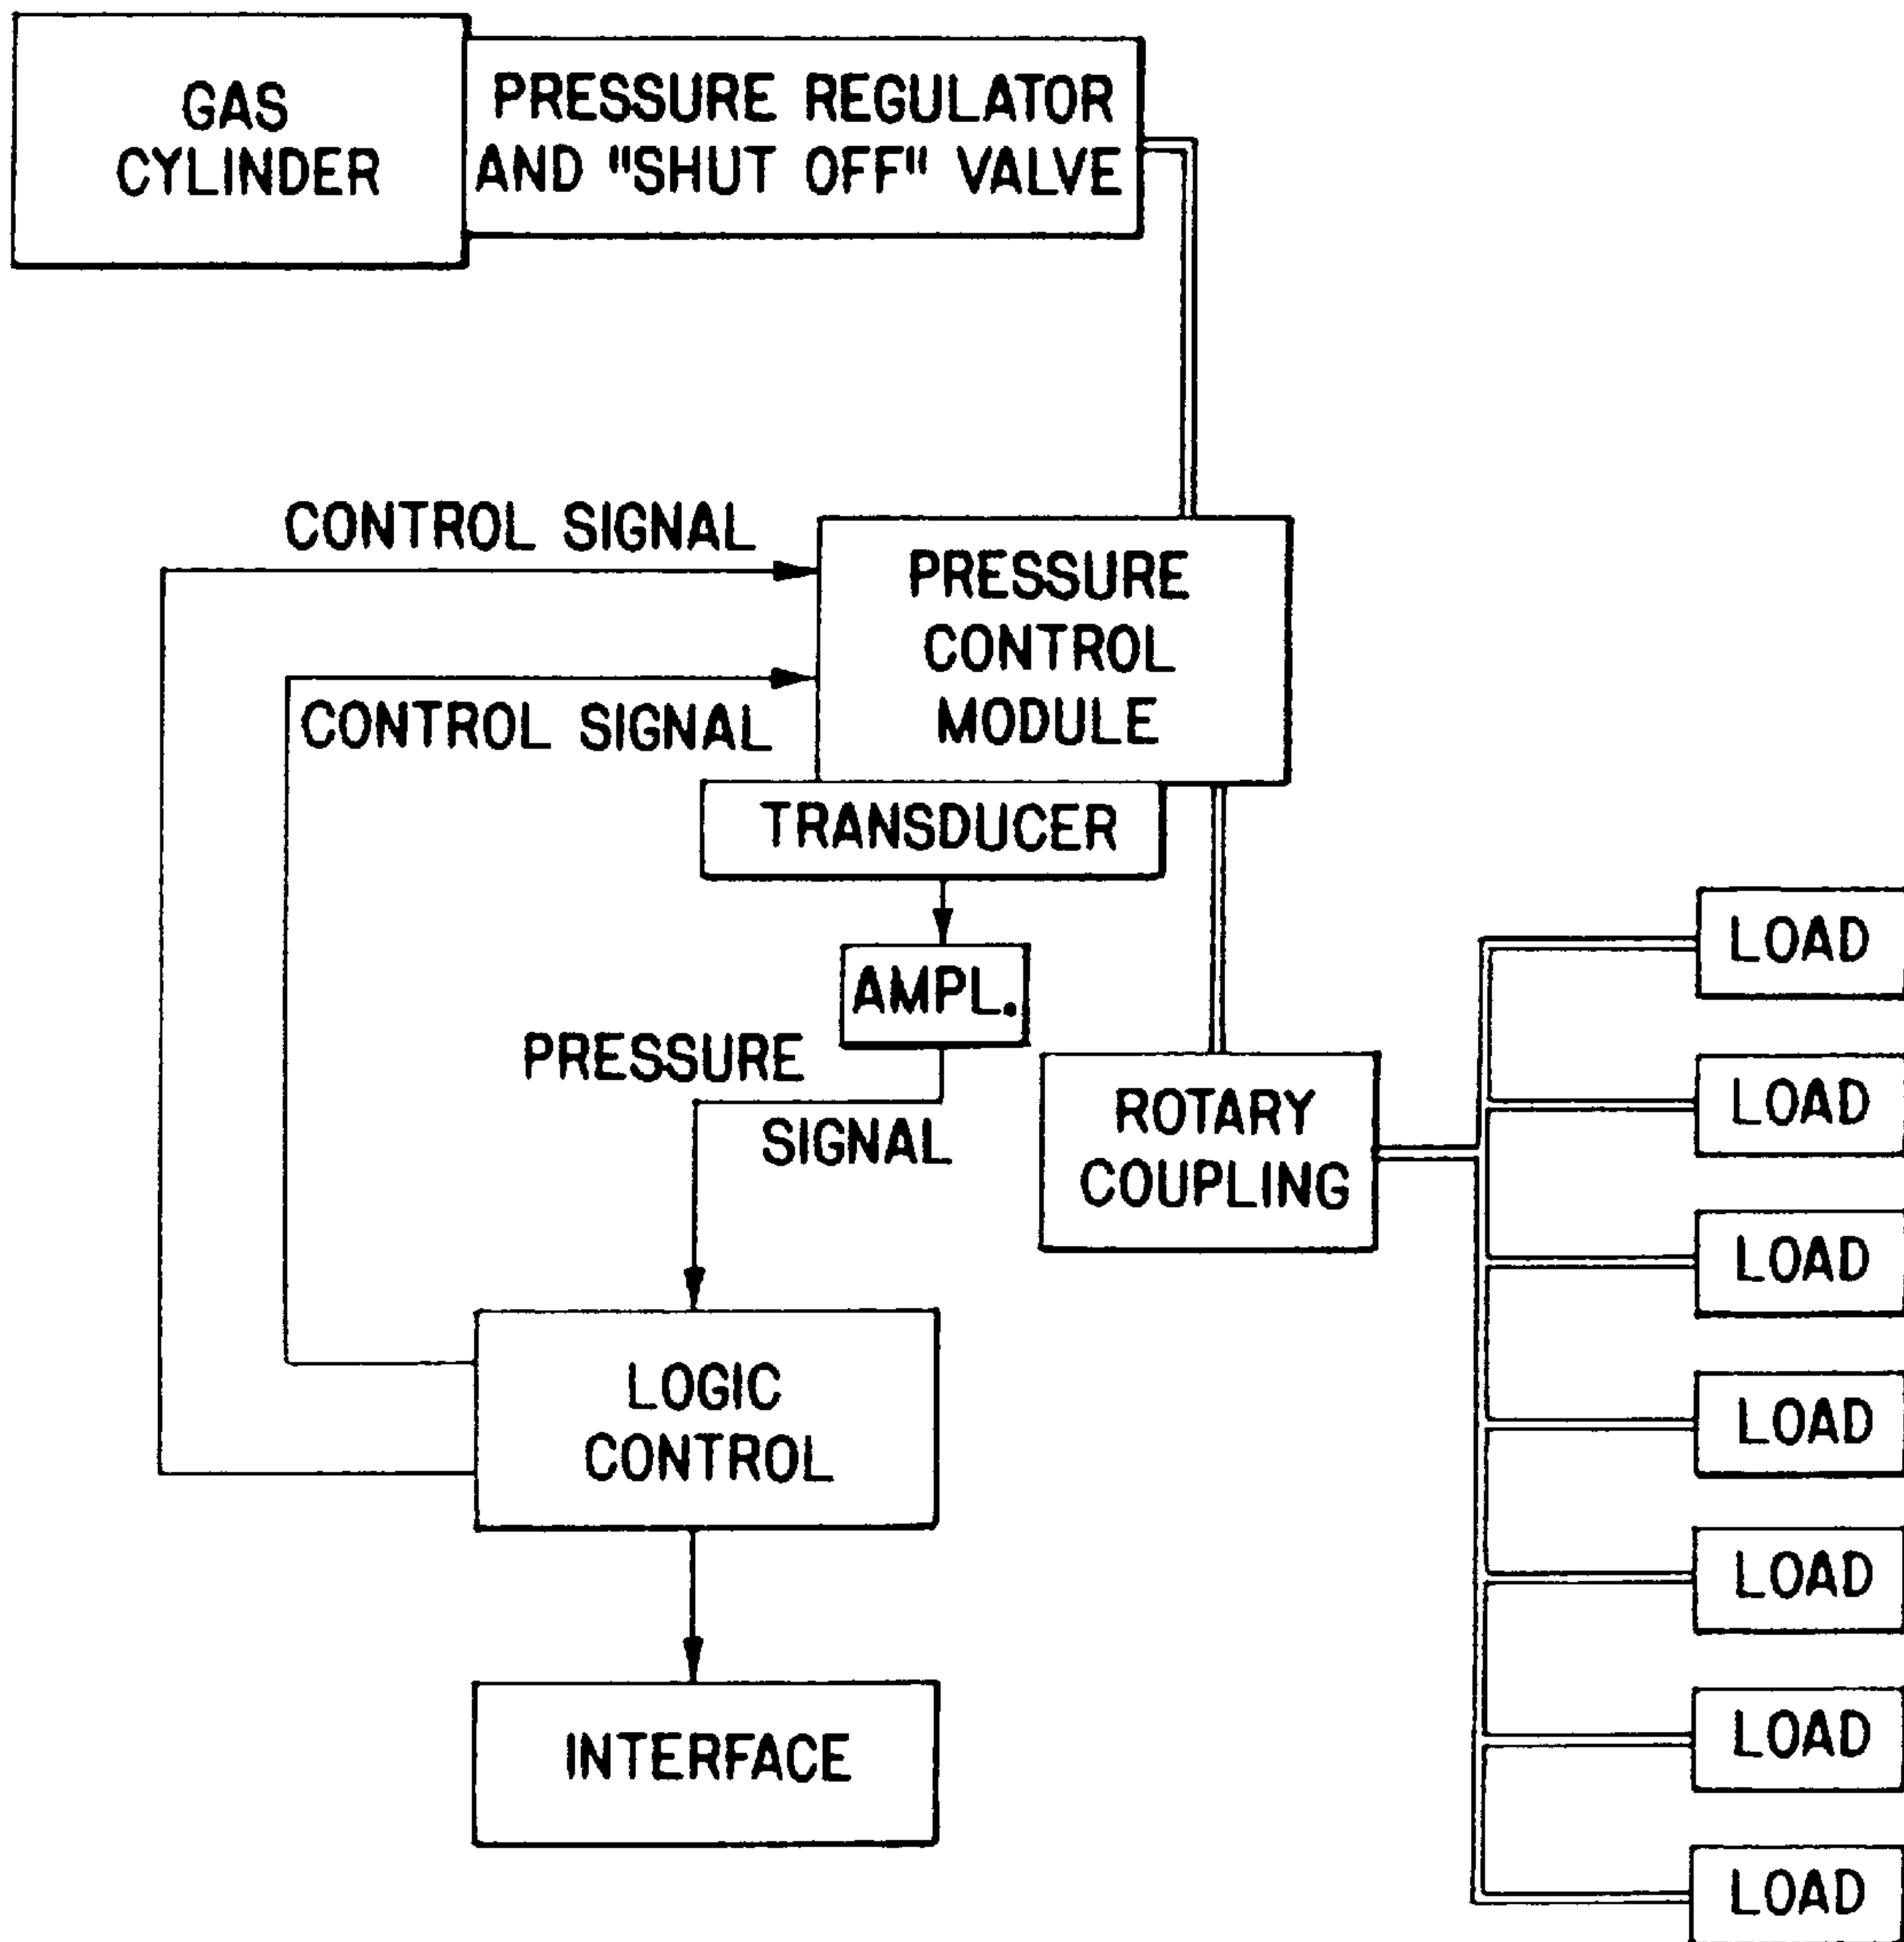 GAS
CYLINDER
PRESSURE REGULATOR
AND "SHUT OFF" VALVE
CONTROL SIGNAL
PRESSURE
CONTROL
MODULE
CONTROL SIGNAL
TRANSDUCER
AMPL.
PRESSURE
SIGNAL
ROTARY
COUPLING
LOAD
LOAD
LOAD
LOAD
LOAD
LOAD
LOAD
LOGIC
CONTROL
INTERFACE